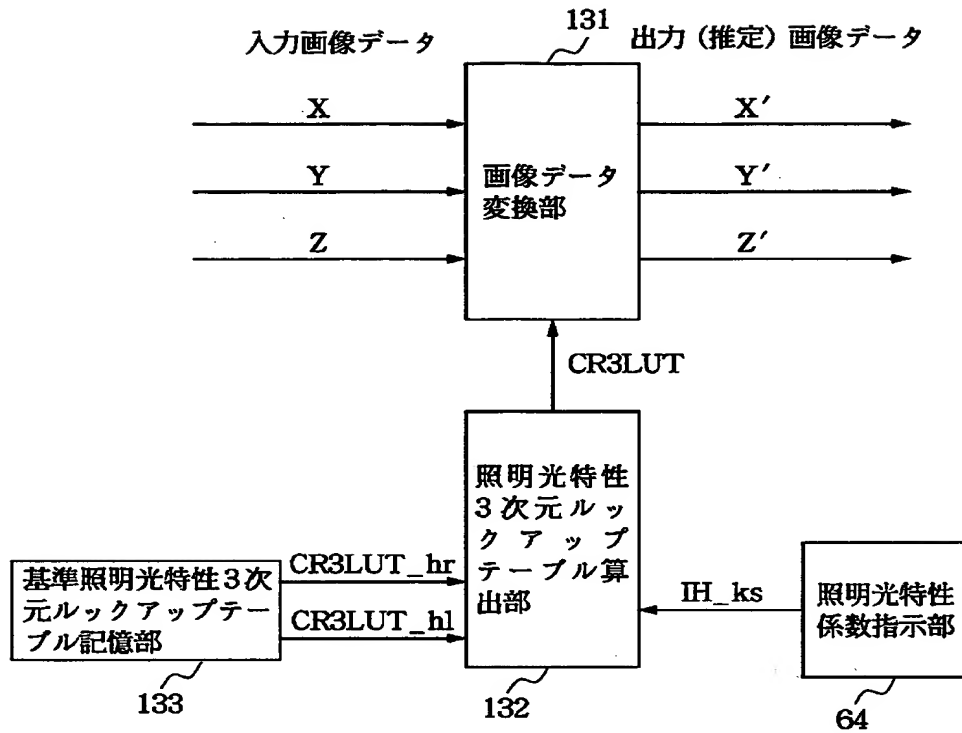 131
入力画像データ
出力(推定)画像データ
X
X′
Y
Y′
画像データ
変換部
Z
Z′
CR3LUT
照明光特性
3次元ルッ
クアップ
テーブル算
出部
基準照明光特性3次
元ルックアップテー
ブル記憶部
CR3LUT_hr
CR3LUT_hl
IH_ks
照明光特性
係数指示部
133
132
64